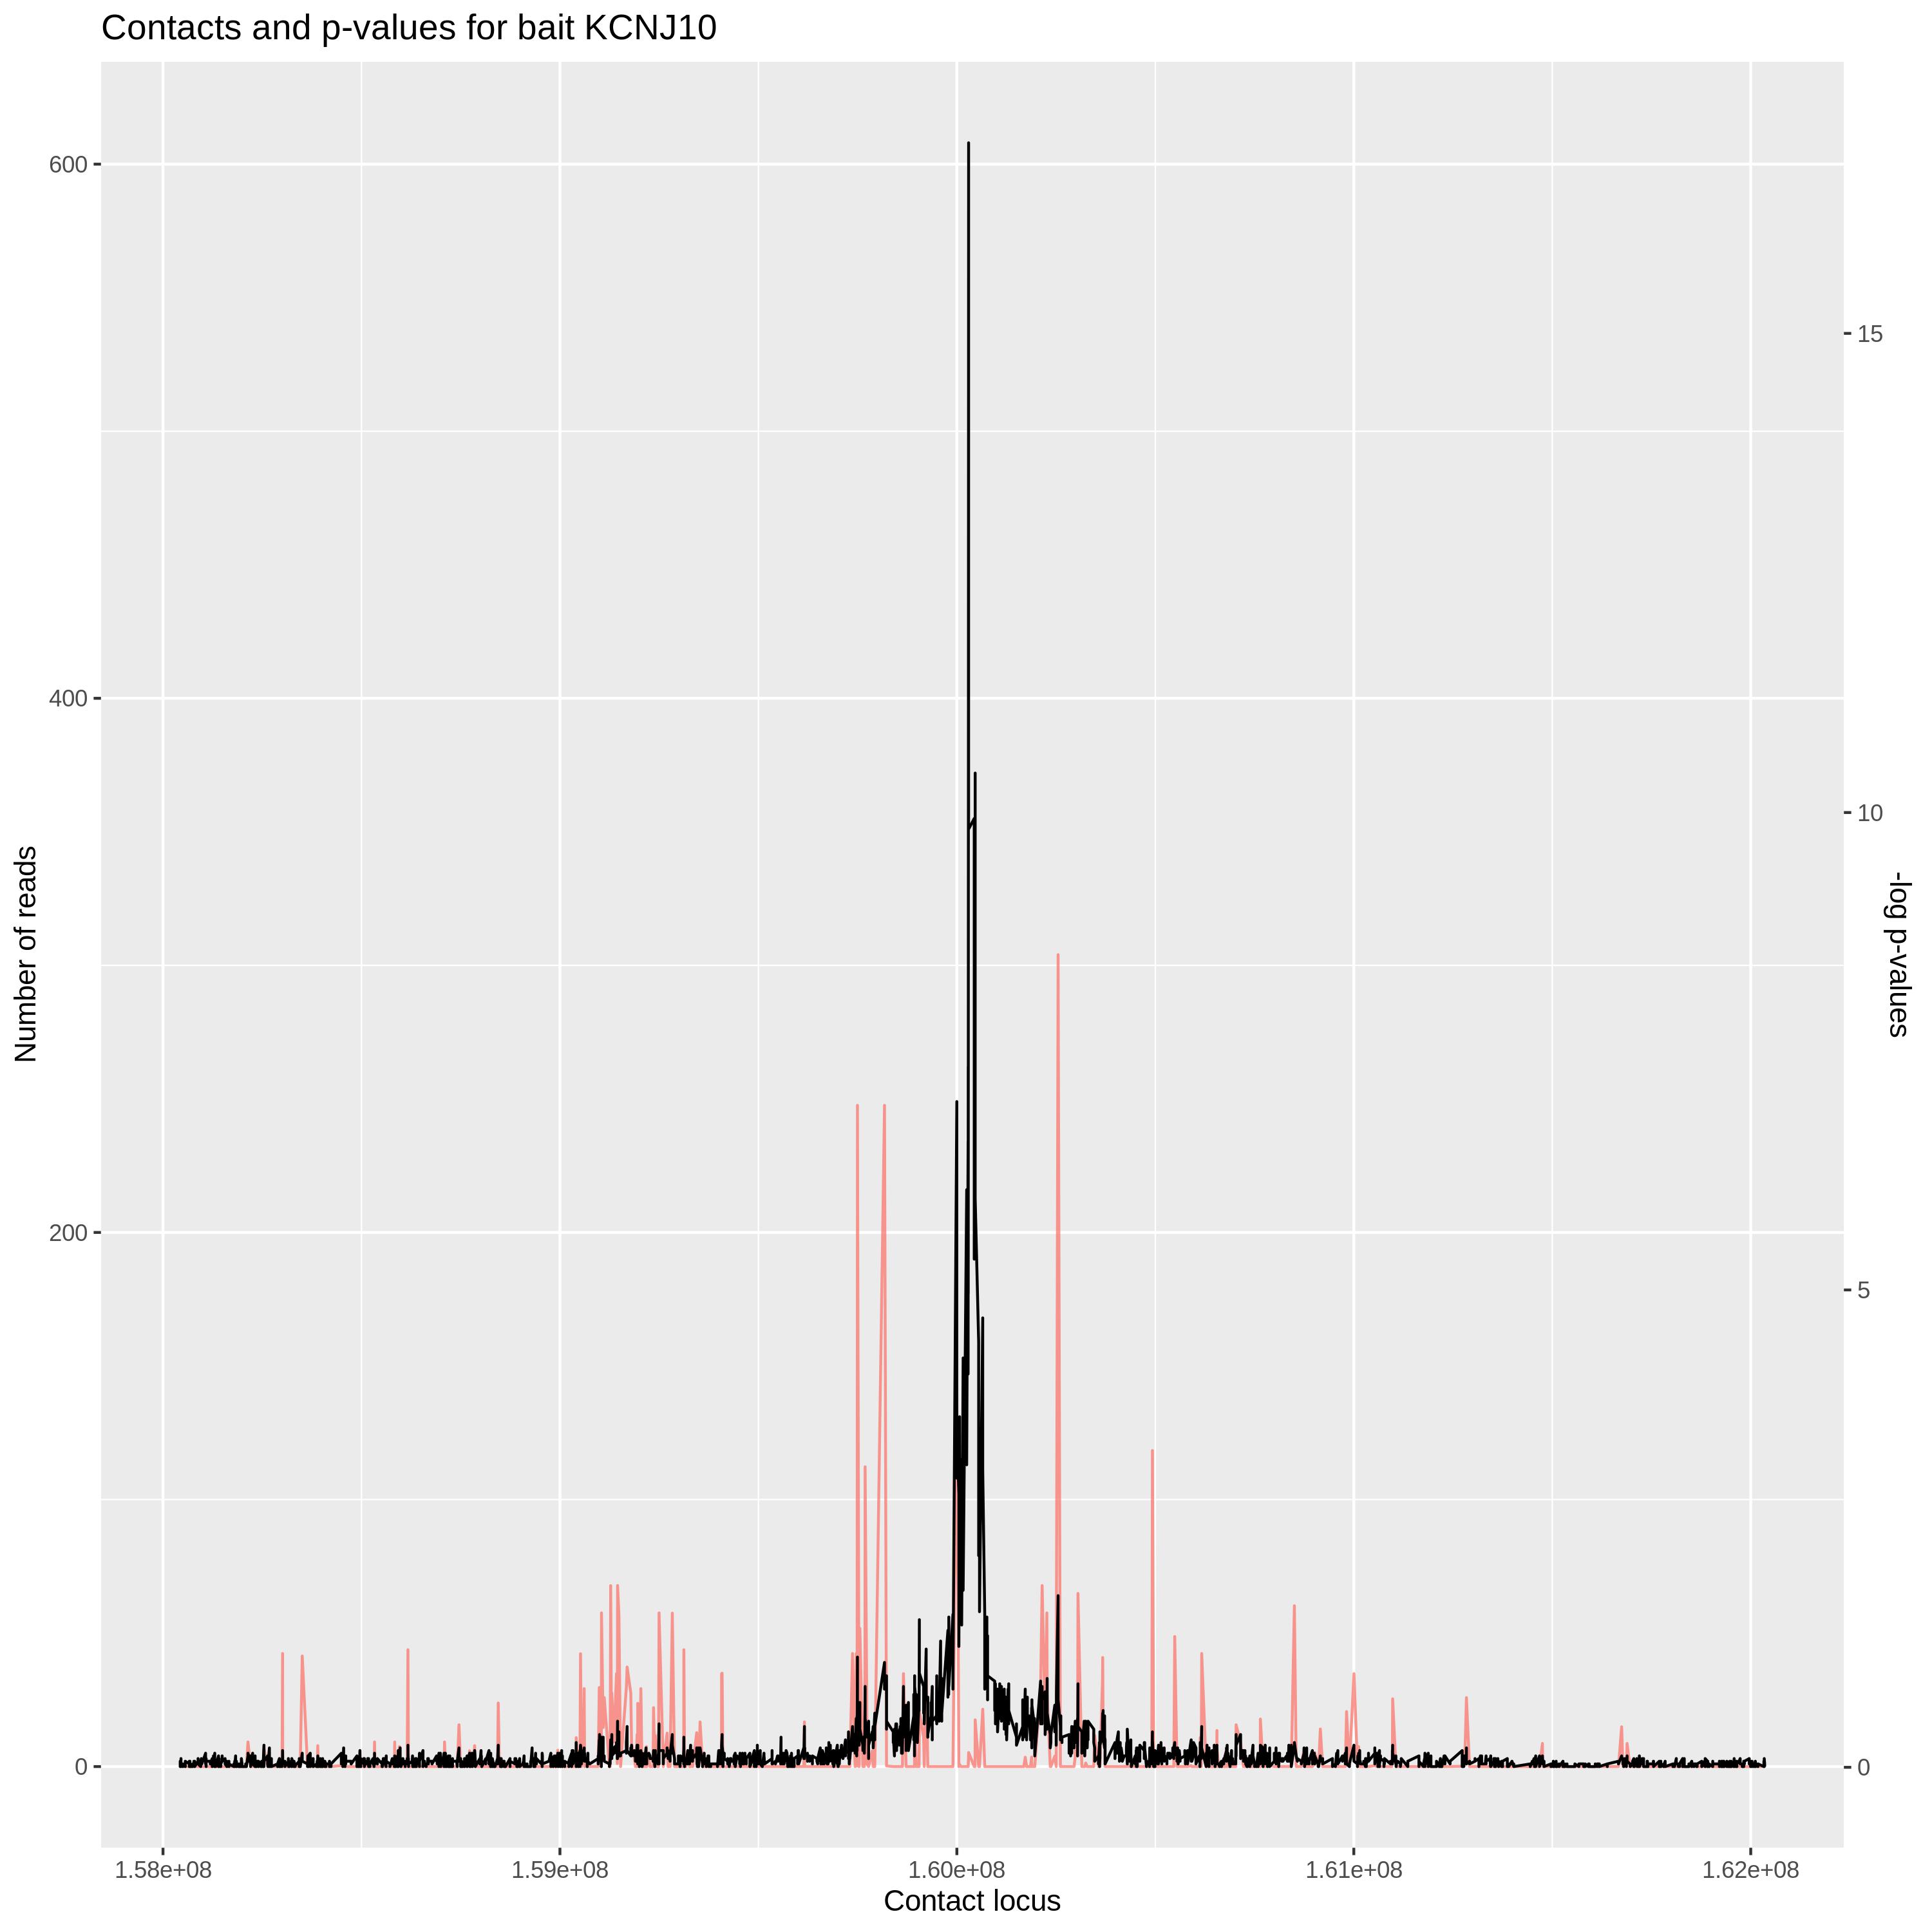 Contacts and p-values for bait KCNJ10
600
400
200
0
Number of reads
15
10
5
0
-log p-values
1.58e+08
1.59e+08
1.60e+08
1.61e+08
1.62e+08
Contact locus